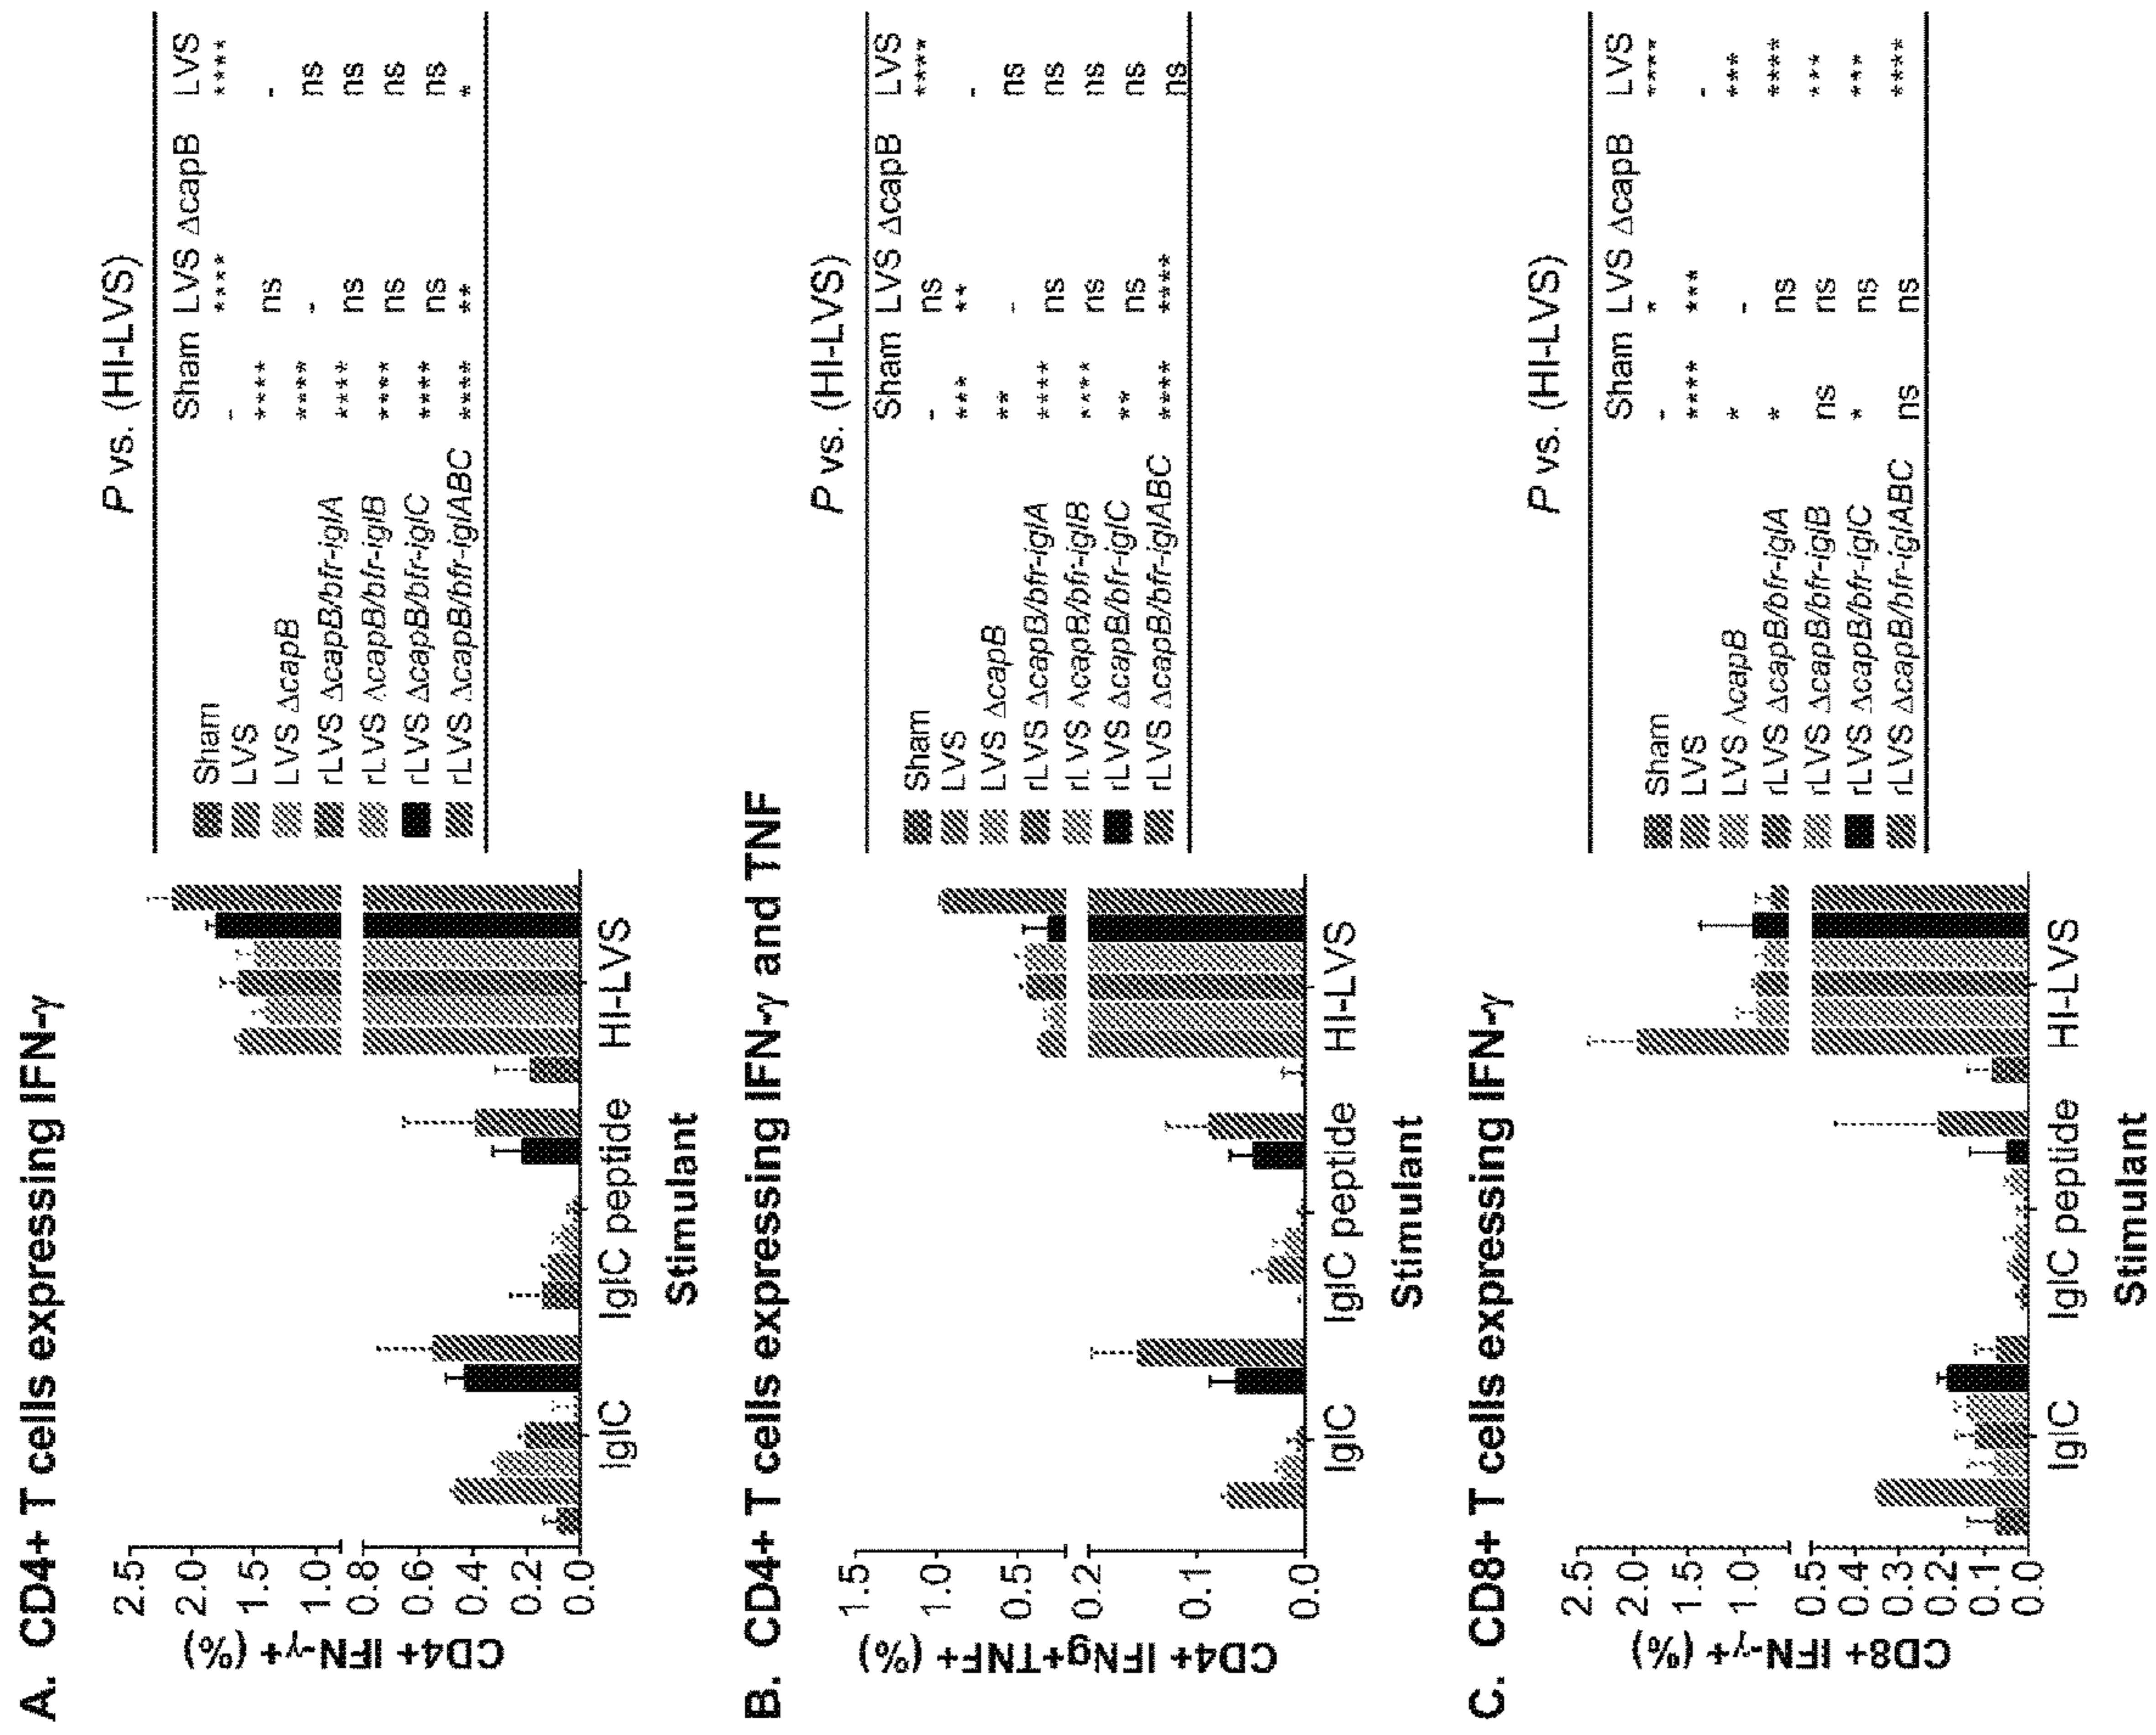 A. CD4+ T cells expressing IFN-γ
CD4+ IFN-γ+ (%)
2.5
2.0
1.5
1.0
0.8
0.6
0.4
0.2
0.0
IglC
IglC peptide
HI-LVS
Stimulant
P vs. (HI-LVS)
Sham LVS ΔcapB LVS
Sham - **** ****
LVS **** ns -
LVS ΔcapB **** - ns
rLVS ΔcapB/bfr-iglA **** ns ns
rLVS ΔcapB/bfr-iglB **** ns ns
rLVS ΔcapB/bfr-iglC **** ns ns
rLVS ΔcapB/bfr-iglABC **** ** *
B. CD4+ T cells expressing IFN-γ and TNF
CD4+ IFNg+TNF+ (%)
1.5
1.0
0.5
0.2
0.1
0.0
IglC
IglC peptide
HI-LVS
Stimulant
P vs. (HI-LVS)
Sham LVS ΔcapB LVS
Sham - ns ****
LVS *** ** -
LVS ΔcapB ** - ns
rLVS ΔcapB/bfr-iglA **** ns ns
rLVS ΔcapB/bfr-iglB **** ns ns
rLVS ΔcapB/bfr-iglC ** ns ns
rLVS ΔcapB/bfr-iglABC **** **** ns
C. CD8+ T cells expressing IFN-γ
CD8+ IFN-γ+ (%)
2.5
2.0
1.5
1.0
0.5
0.4
0.3
0.2
0.1
0.0
IglC
IglC peptide
HI-LVS
Stimulant
P vs. (HI-LVS)
Sham LVS ΔcapB LVS
Sham - * ****
LVS **** *** -
LVS ΔcapB * - ***
rLVS ΔcapB/bfr-iglA * ns ****
rLVS ΔcapB/bfr-iglB ns ns ***
rLVS ΔcapB/bfr-iglC * ns ***
rLVS ΔcapB/bfr-iglABC ns ns ****